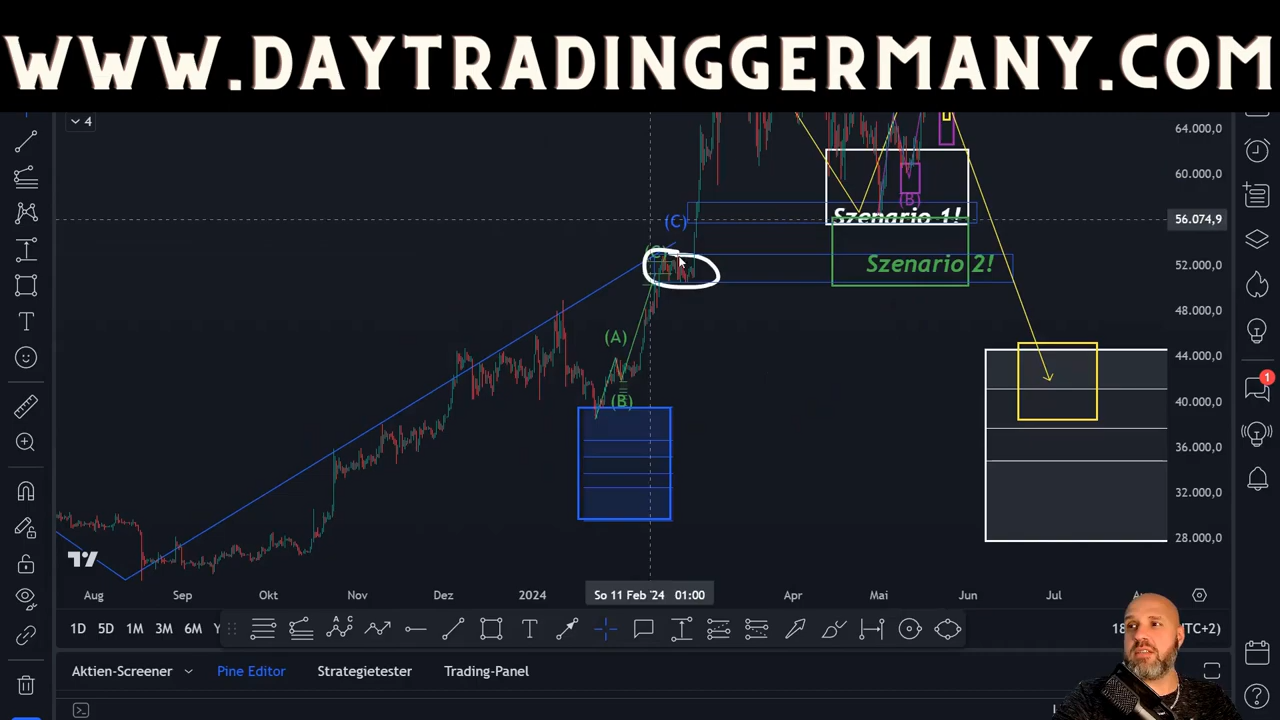 WWW.DAYTRADINGGERMANY.COM
4
64.000,0
60.000,0
(B)
Szenario 1!
(C)
56.074,9
Szenario 2!
52.000,0
48.000,0
(A)
44.000,0
(B)
40.000,0
36.000,0
32.000,0
28.000,0
Aug Sep Okt Nov Dez 2024 So 11 Feb '24 01:00 Apr Mai Jun Jul
1D 5D 1M 3M 6M
Aktien-Screener Pine Editor Strategietester Trading-Panel
1